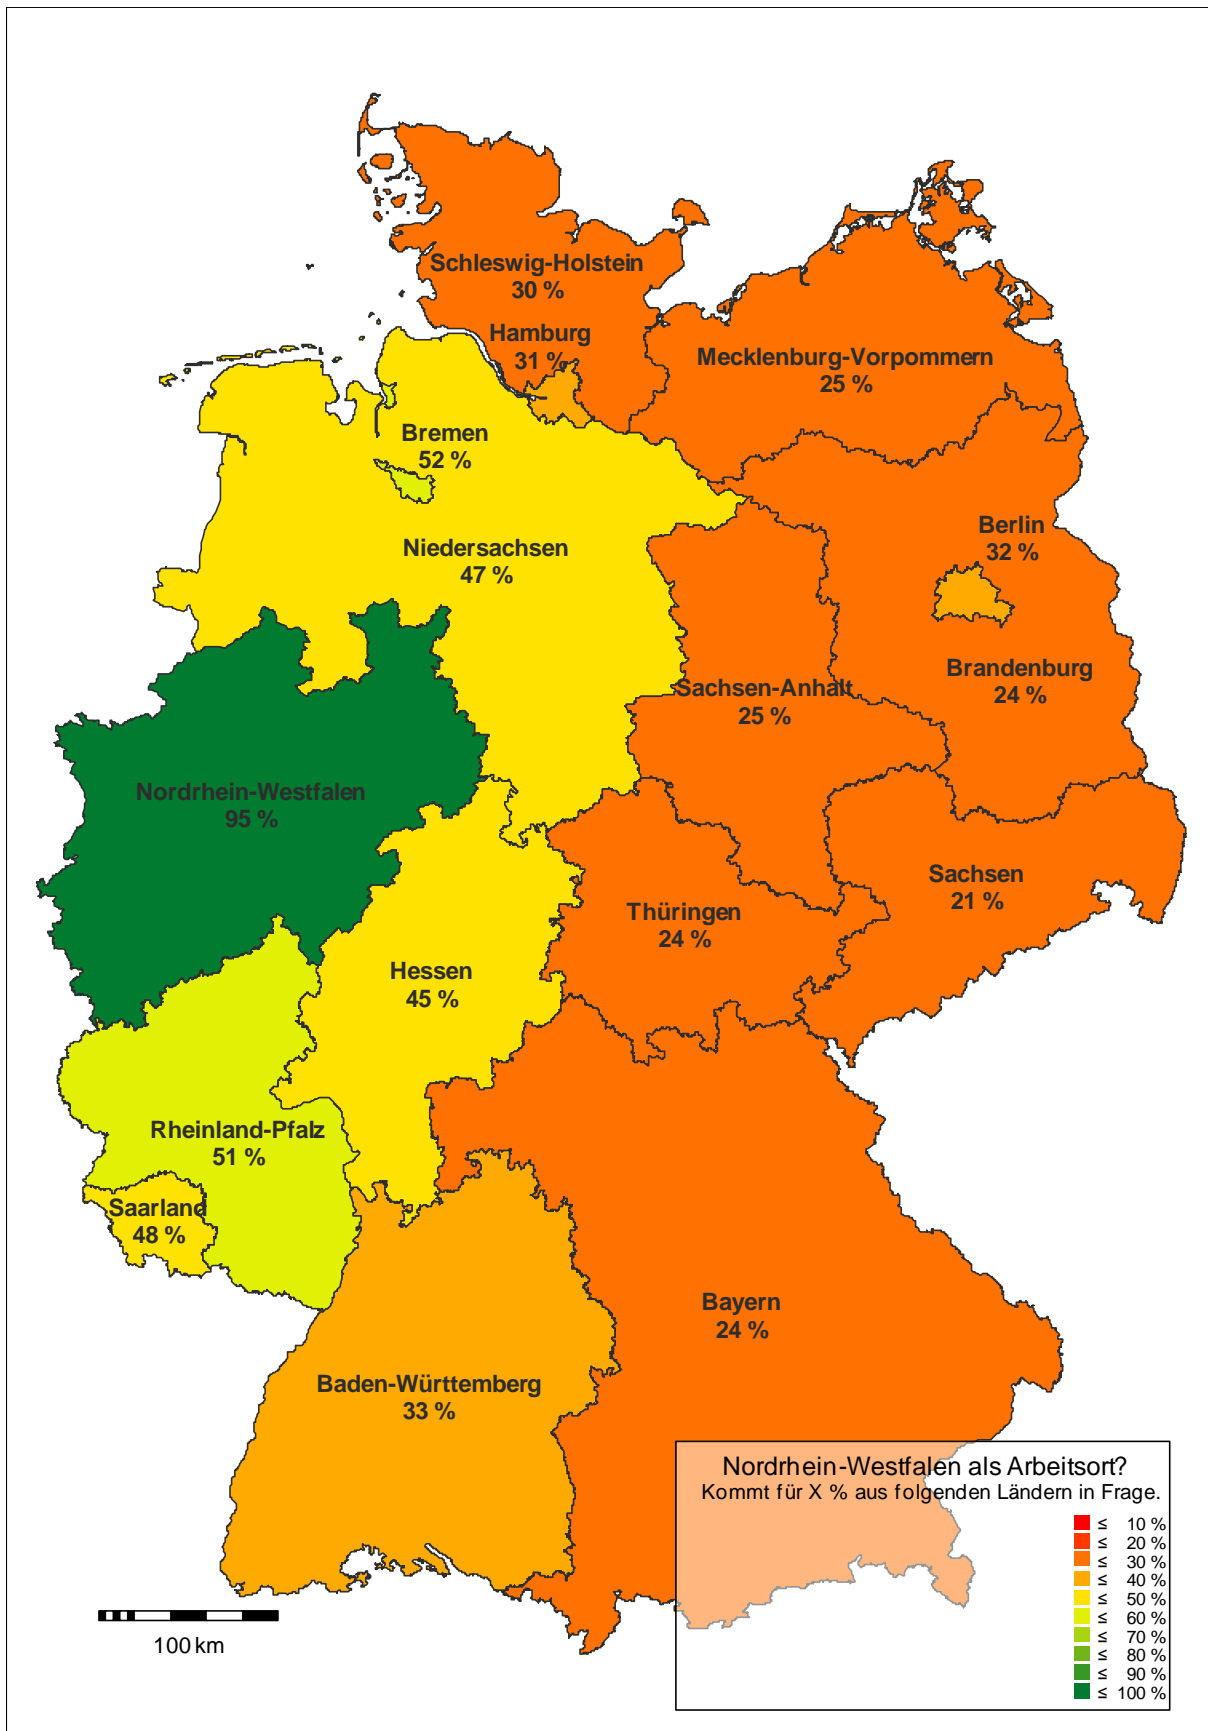 Schleswig-Holstein
30 %
Hamburg
31 %
Mecklenburg-Vorpommern
25 %
Bremen
52 %
Berlin
32 %
Niedersachsen
47 %
Brandenburg
24 %
Sachsen-Anhalt
25 %
Nordrhein-Westfalen
95 %
Sachsen
21 %
Thüringen
24 %
Hessen
45 %
Rheinland-Pfalz
51 %
Saarland
48 %
Bayern
24 %
Baden-Württemberg
33 %
Nordrhein-Westfalen als Arbeitsort?
Kommt für X % aus folgenden Ländern in Frage.
≤ 10 %
≤ 20 %
≤ 30 %
≤ 40 %
≤ 50 %
≤ 60 %
≤ 70 %
≤ 80 %
≤ 90 %
≤ 100 %
100 km